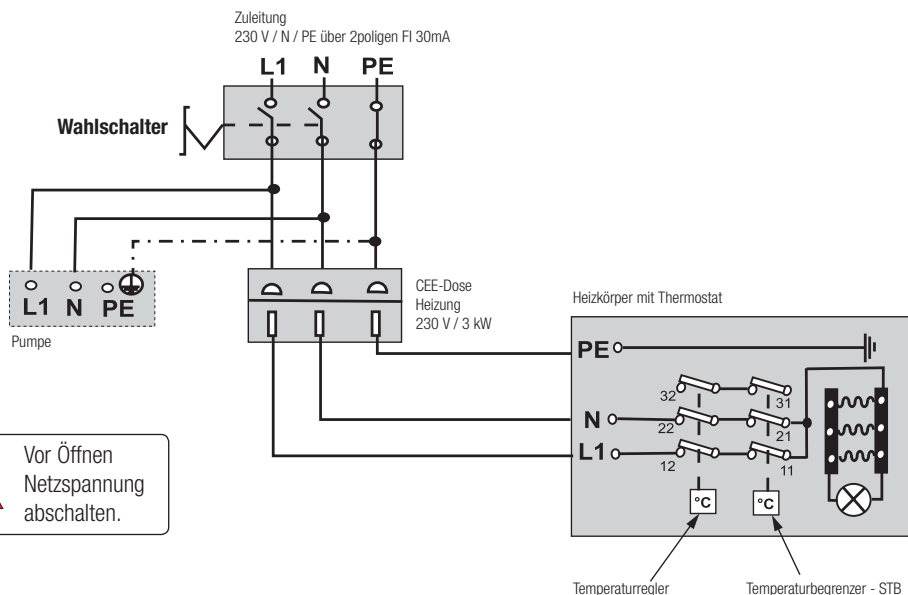 Zuleitung
230 V / N / PE über 2poligen FI 30mA
L1 N PE
Wahlschalter
L1 N PE
Pumpe
CEE-Dose
Heizung
230 V / 3 kW
Heizkörper mit Thermostat
PE
32 31
N
22 21
L1
12 11
°C °C
Temperaturregler
Temperaturbegrenzer - STB
Vor Öffnen
Netzspannung
abschalten.